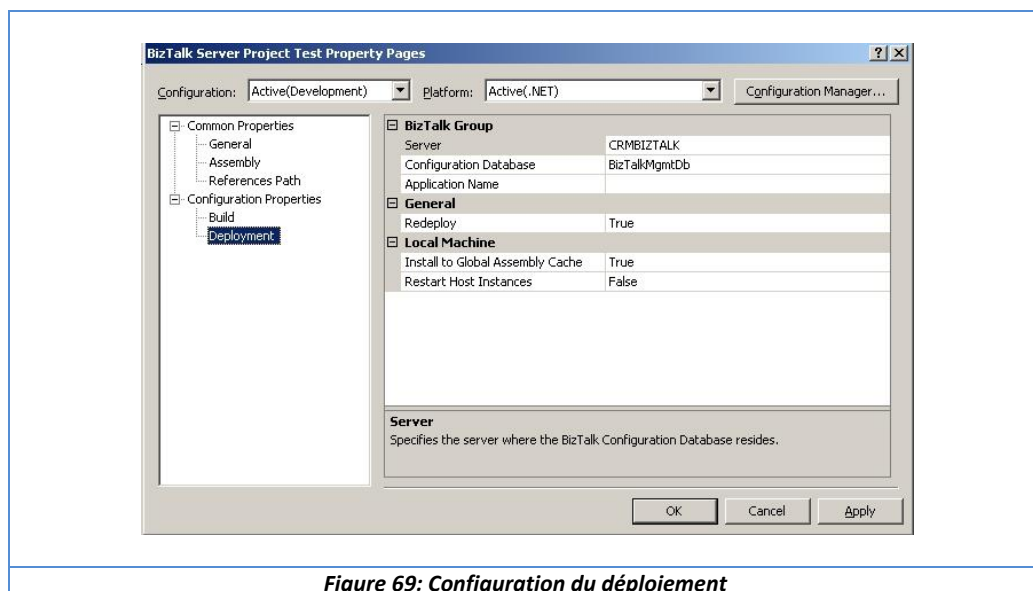 BizTalk Server Project Test Property Pages
Configuration: Active(Development) Platform: Active(.NET) Configuration Manager...
Common Properties
General
Assembly
References Path
Configuration Properties
Build
Deployment
BizTalk Group
Server CRMBIZTALK
Configuration Database BizTalkMgmtDb
Application Name
General
Redeploy True
Local Machine
Install to Global Assembly Cache True
Restart Host Instances False
Server
Specifies the server where the BizTalk Configuration Database resides.
OK Cancel Apply
Figure 69: Configuration du déploiement